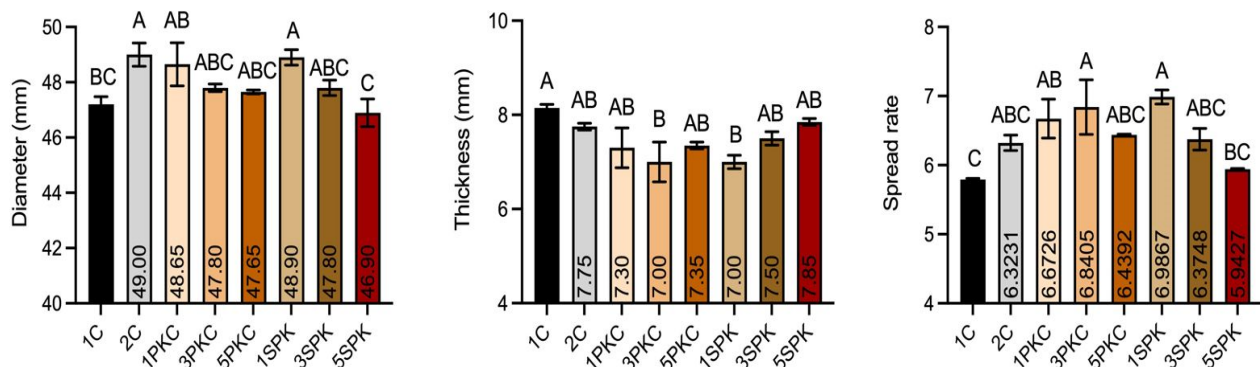 Diameter (mm)
50
48
46
44
42
40
BC
A
AB
ABC
ABC
A
ABC
C
49.00
48.65
47.80
47.65
48.90
47.80
46.90
1C
2C
1PKC
3PKC
5PKC
1SPK
3SPK
5SPK
Thickness (mm)
10
8
6
4
A
AB
AB
B
AB
B
AB
AB
7.75
7.30
7.00
7.35
7.00
7.50
7.85
1C
2C
1PKC
3PKC
5PKC
1SPK
3SPK
5SPK
Spread rate
8
7
6
5
4
C
ABC
AB
A
ABC
A
ABC
BC
6.3231
6.6726
6.8405
6.4392
6.9867
6.3748
5.9427
1C
2C
1PKC
3PKC
5PKC
1SPK
3SPK
5SPK